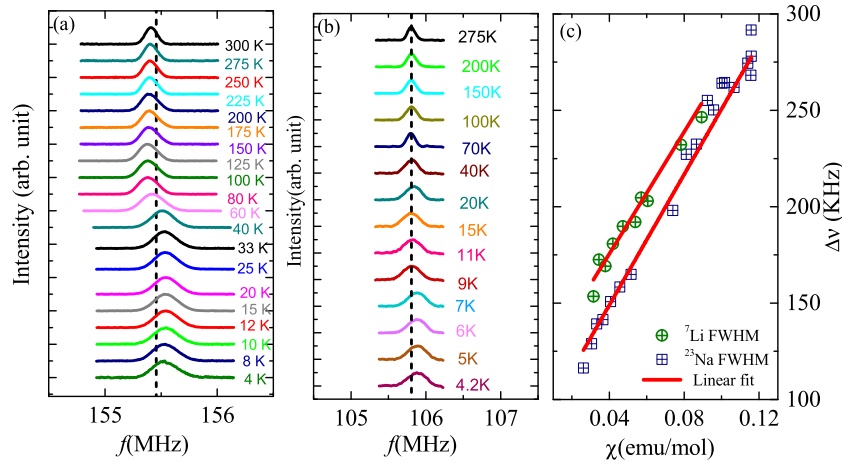 (a)
300 K
275 K
250 K
225 K
200 K
175 K
150 K
125 K
100 K
80 K
60 K
40 K
33 K
25 K
20 K
15 K
12 K
10 K
8 K
4 K
Intensity (arb. unit)
155
156
f(MHz)
(b)
275K
200K
150K
100K
70K
40K
20K
15K
11K
9K
7K
6K
5K
4.2K
Intensity(arb. unit)
105
106
107
f(MHz)
(c)
300
250
200
150
100
Δν (KHz)
⁷Li FWHM
²³Na FWHM
Linear fit
0.04
0.08
0.12
χ(emu/mol)